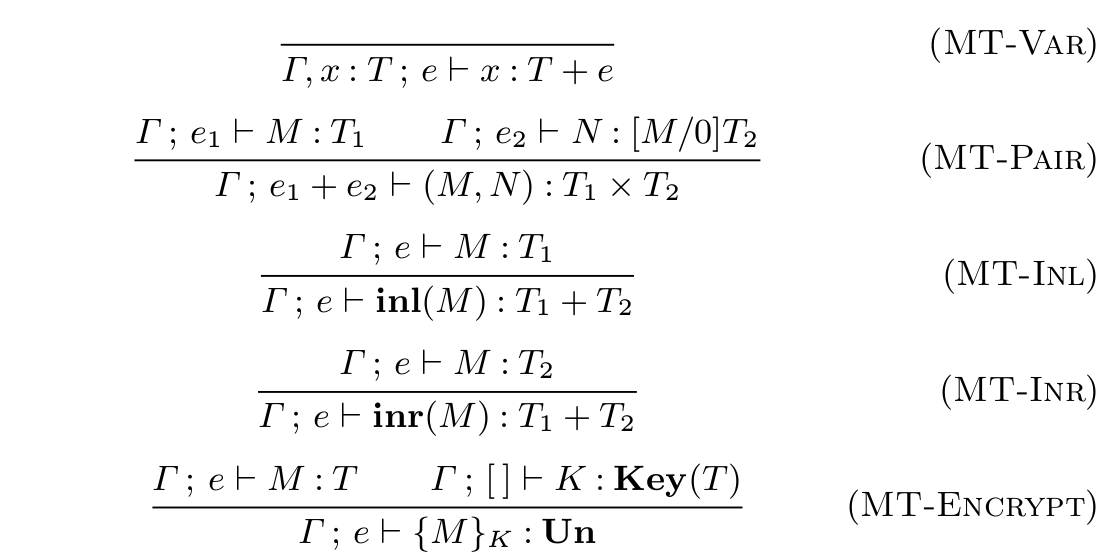 Γ, x : T ; e ⊢ x : T + e (MT-VAR)
Γ ; e₁ ⊢ M : T₁ Γ ; e₂ ⊢ N : [M/0]T₂
Γ ; e₁ + e₂ ⊢ (M, N) : T₁ × T₂ (MT-PAIR)
Γ ; e ⊢ M : T₁
Γ ; e ⊢ inl(M) : T₁ + T₂ (MT-INL)
Γ ; e ⊢ M : T₂
Γ ; e ⊢ inr(M) : T₁ + T₂ (MT-INR)
Γ ; e ⊢ M : T Γ ; [ ] ⊢ K : Key(T)
Γ ; e ⊢ {M}_K : Un (MT-ENCRYPT)